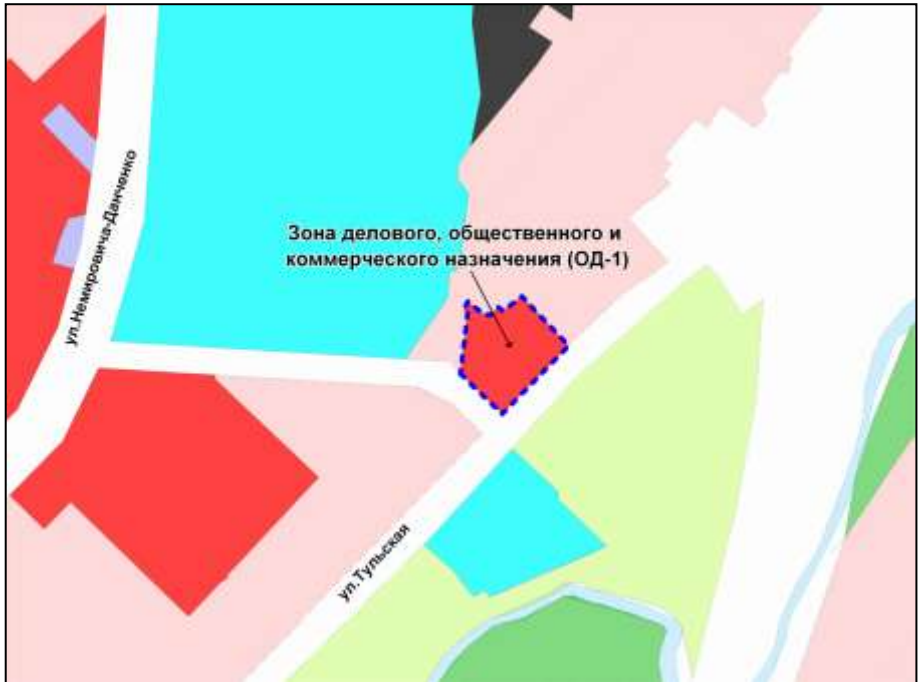 ул.Немировича-Данченко
Зона делового, общественного и
коммерческого назначения (ОД-1)
ул.Тульская